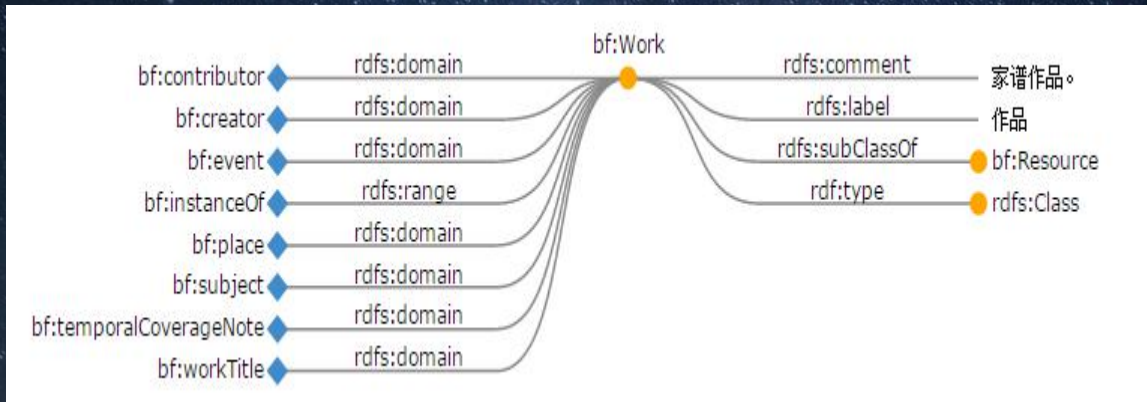 bf:Work
bf:contributor rdfs:domain rdfs:comment 家谱作品。
bf:creator rdfs:domain rdfs:label 作品
bf:event rdfs:domain rdfs:subClassOf bf:Resource
bf:instanceOf rdfs:range rdf:type rdfs:Class
bf:place rdfs:domain
bf:subject rdfs:domain
bf:temporalCoverageNote rdfs:domain
bf:workTitle rdfs:domain